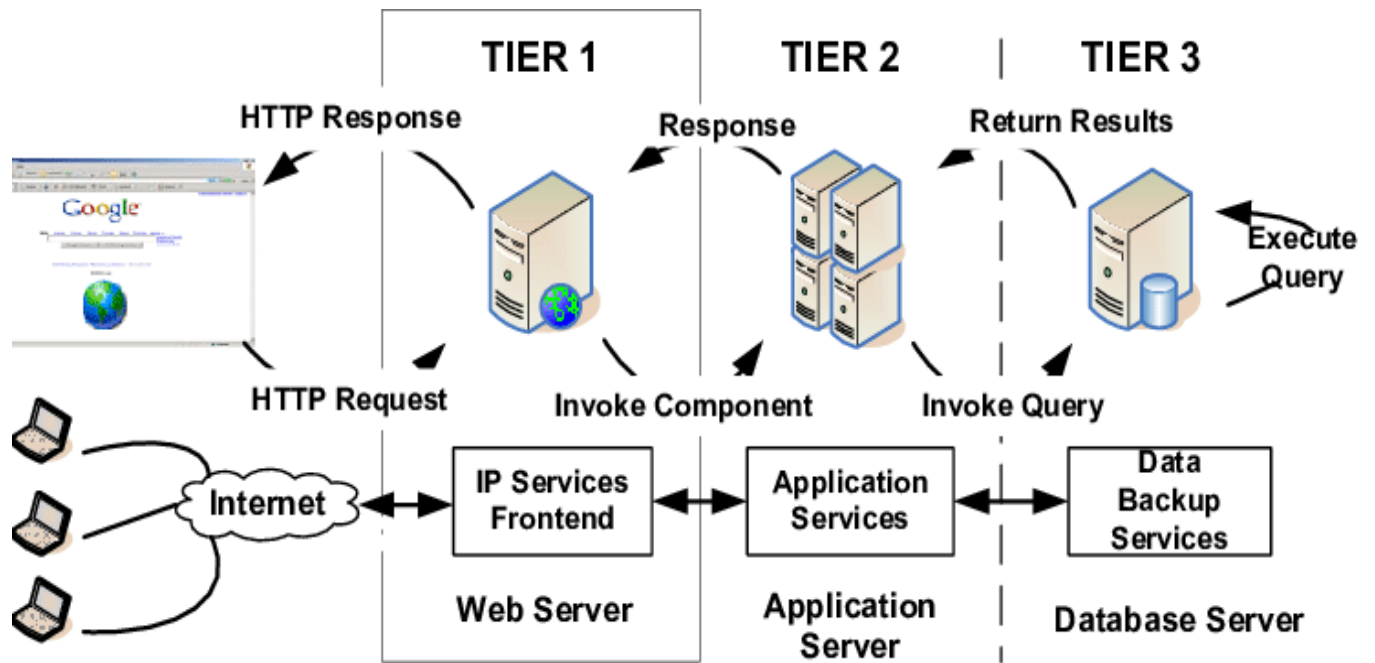 TIER 1
TIER 2
TIER 3
HTTP Response
Response
Return Results
Google
Execute
Query
HTTP Request
Invoke Component
Invoke Query
Internet
IP Services
Frontend
Application
Services
Data
Backup
Services
Web Server
Application
Server
Database Server